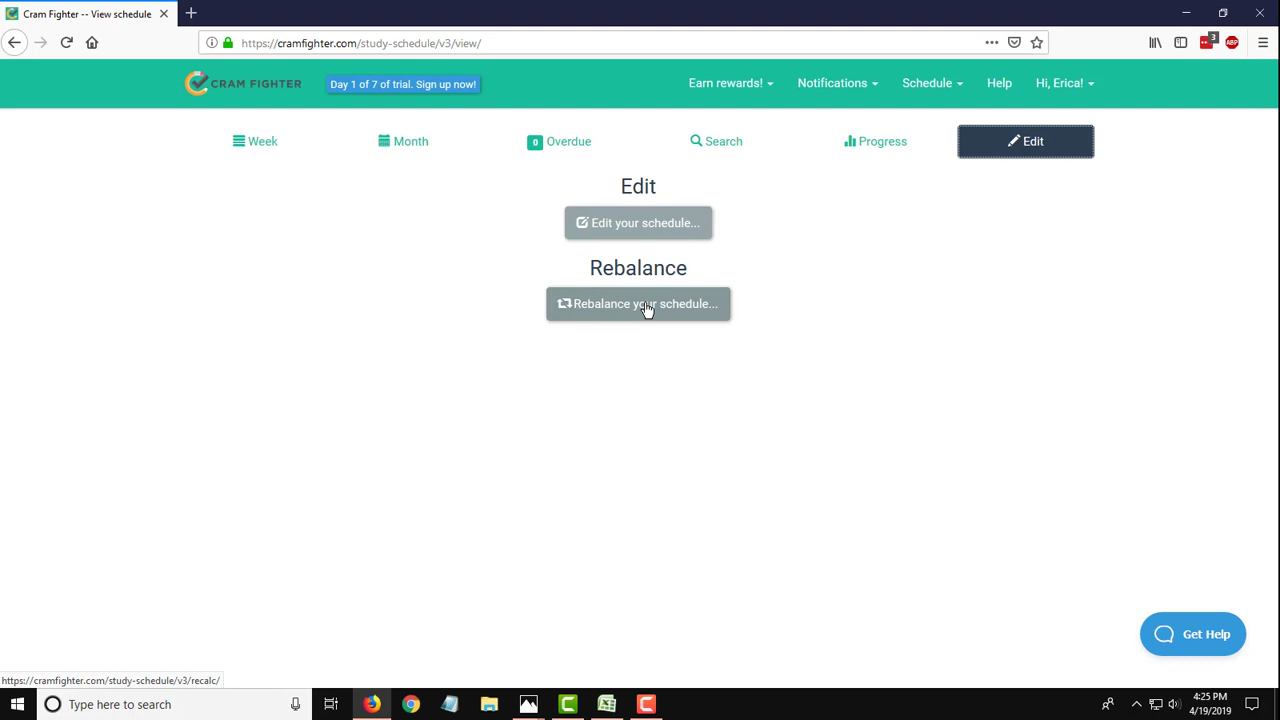 Cram Fighter -- View schedule
https://cramfighter.com/study-schedule/v3/view/
3
ABP
CRAM FIGHTER
Day 1 of 7 of trial. Sign up now!
Earn rewards!
Notifications
Schedule
Help
Hi, Erica!
Week
Month
0 Overdue
Search
Progress
Edit
Edit
Edit your schedule...
Rebalance
Rebalance your schedule...
Get Help
https://cramfighter.com/study-schedule/v3/recalc/
Type here to search
4:25 PM
4/19/2019